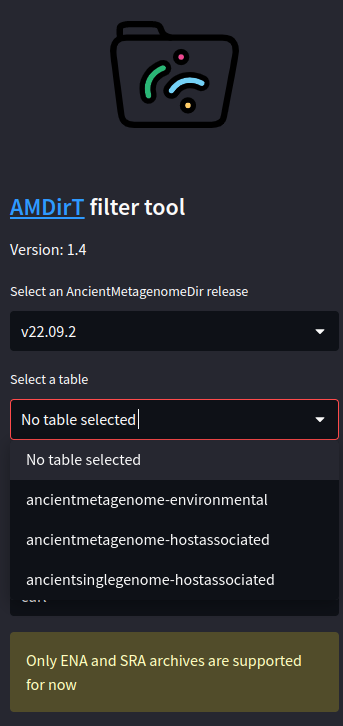 AMDirT filter tool
Version: 1.4
Select an AncientMetagenomeDir release
v22.09.2
Select a table
No table selected
No table selected
ancientmetagenome-environmental
ancientmetagenome-hostassociated
ancientsinglegenome-hostassociated
Only ENA and SRA archives are supported
for now